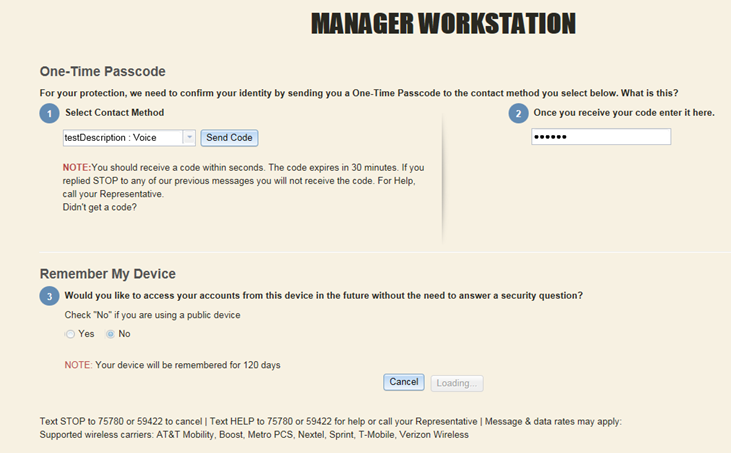 MANAGER WORKSTATION
One-Time Passcode
For your protection, we need to confirm your identity by sending you a One-Time Passcode to the contact method you select below. What is this?
1 Select Contact Method
testDescription : Voice Send Code
NOTE:You should receive a code within seconds. The code expires in 30 minutes. If you
replied STOP to any of our previous messages you will not receive the code. For Help,
call your Representative.
Didn't get a code?
2 Once you receive your code enter it here.
••••••
Remember My Device
3 Would you like to access your accounts from this device in the future without the need to answer a security question?
Check "No" if you are using a public device
Yes No
NOTE: Your device will be remembered for 120 days
Cancel Loading...
Text STOP to 75780 or 59422 to cancel | Text HELP to 75780 or 59422 for help or call your Representative | Message & data rates may apply:
Supported wireless carriers: AT&T Mobility, Boost, Metro PCS, Nextel, Sprint, T-Mobile, Verizon Wireless